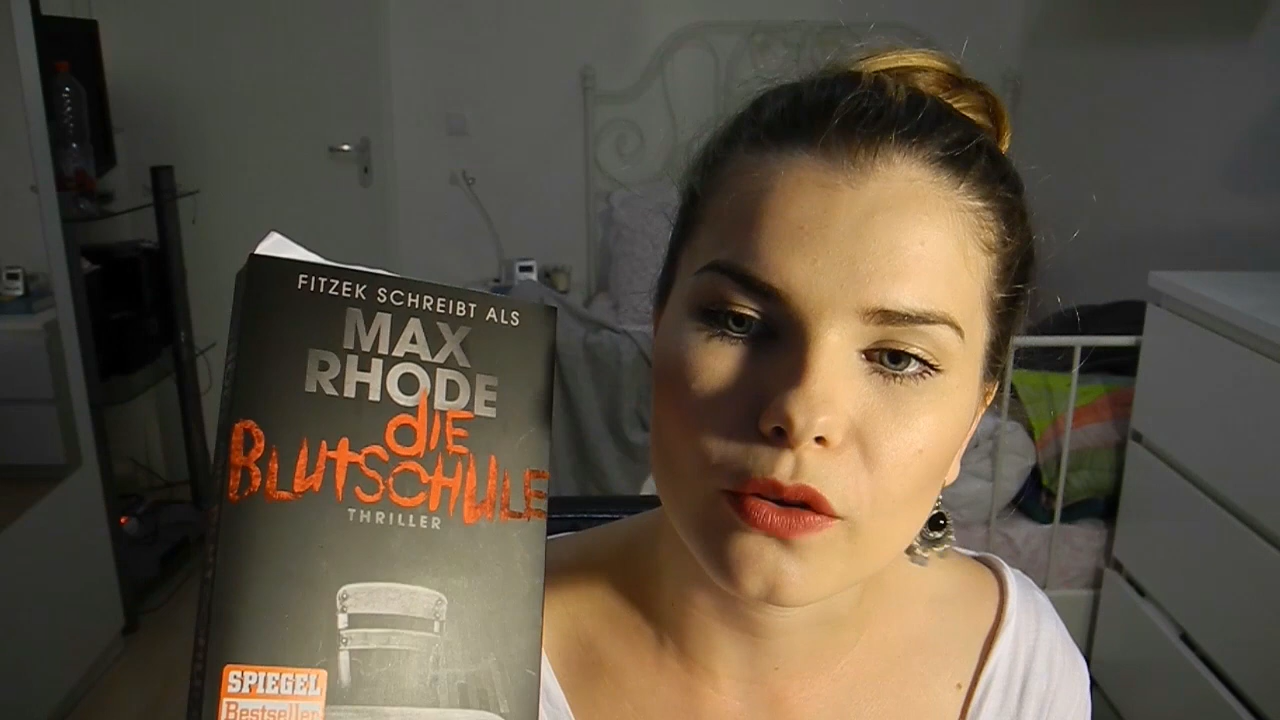 FITZEK SCHREIBT ALS
MAX
RHODE
dIE
BLUtSCHULE
THRILLER
SPIEGEL
Bestseller